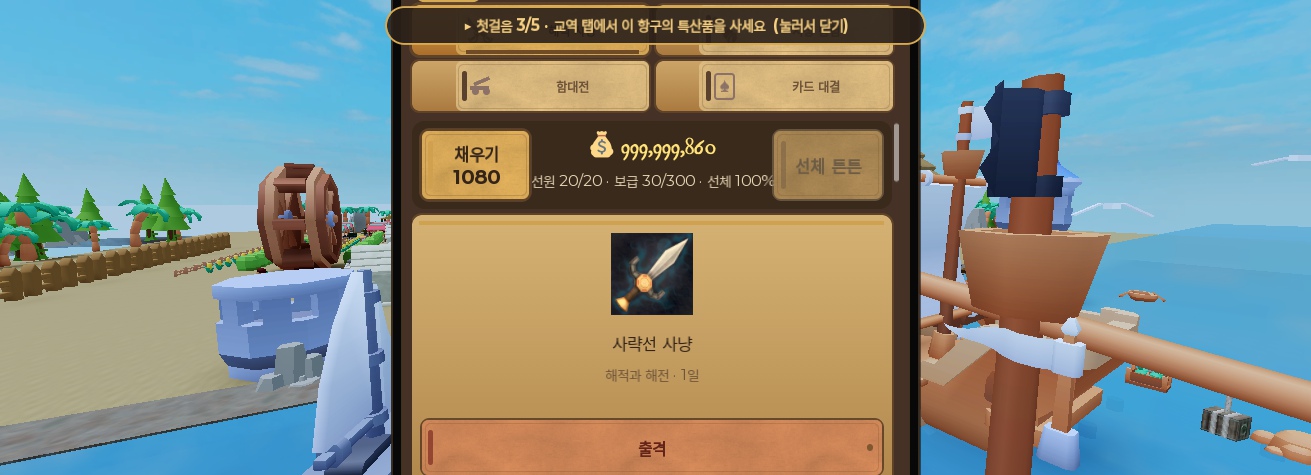 ▸ 첫걸음 3/5 · 교역 탭에서 이 항구의 특산품을 사세요 (눌러서 닫기)
함대전
카드 대결
채우기
1080
999,999,860
선원 20/20 · 보급 30/300 · 선체 100%
선체 튼튼
사략선 사냥
해적과 해전 · 1일
출격